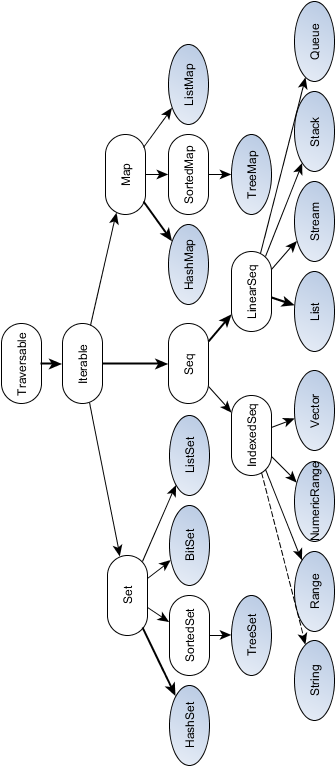 Traversable
Iterable
Set
Seq
Map
HashSet
SortedSet
BitSet
ListSet
HashMap
SortedMap
ListMap
TreeSet
IndexedSeq
LinearSeq
TreeMap
String
Range
NumericRange
Vector
List
Stream
Stack
Queue